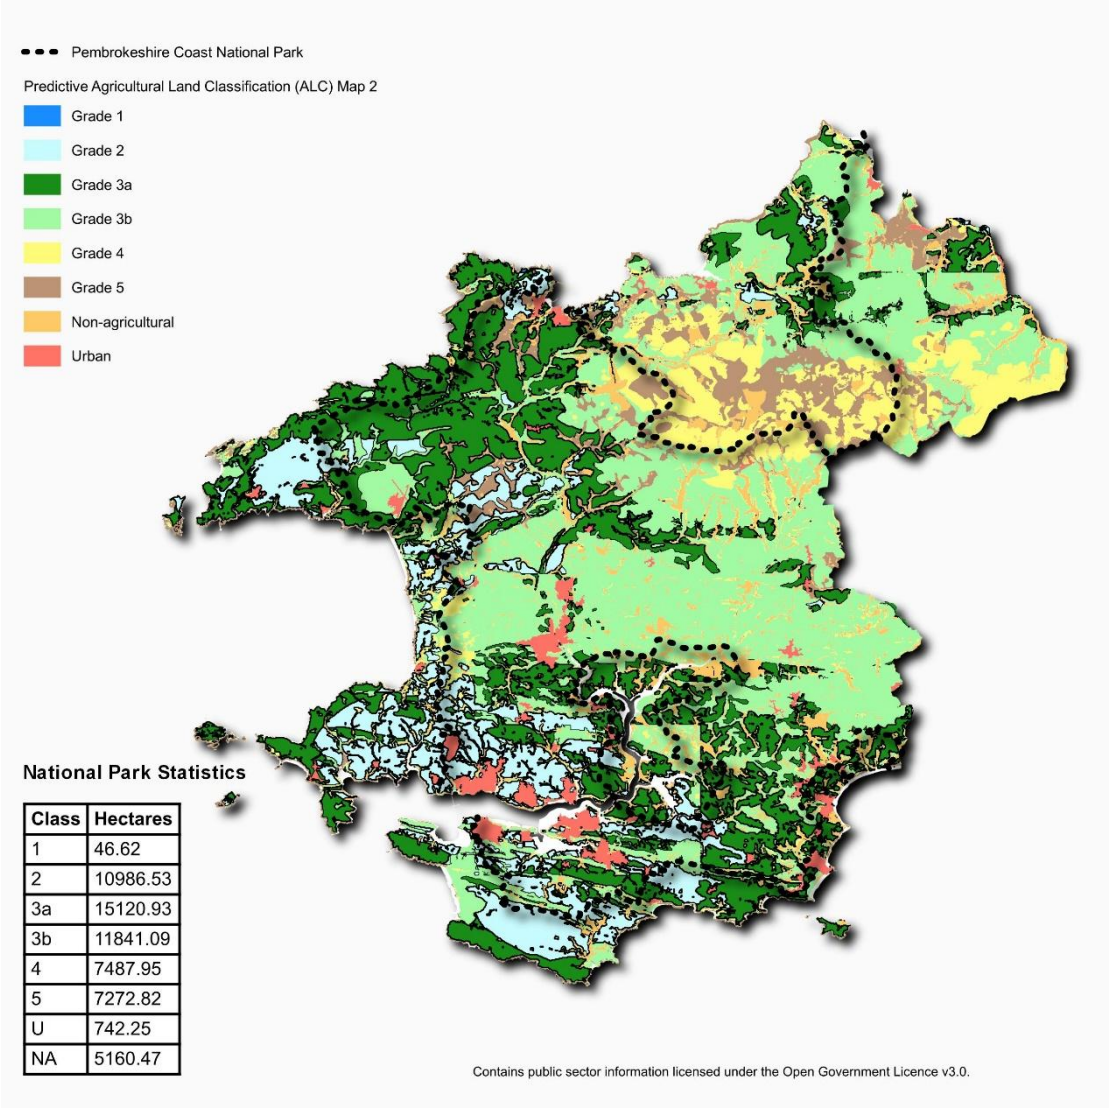 Pembrokeshire Coast National Park
Predictive Agricultural Land Classification (ALC) Map 2
Grade 1
Grade 2
Grade 3a
Grade 3b
Grade 4
Grade 5
Non-agricultural
Urban
National Park Statistics
Class Hectares
1 46.62
2 10986.53
3a 15120.93
3b 11841.09
4 7487.95
5 7272.82
U 742.25
NA 5160.47
Contains public sector information licensed under the Open Government Licence v3.0.